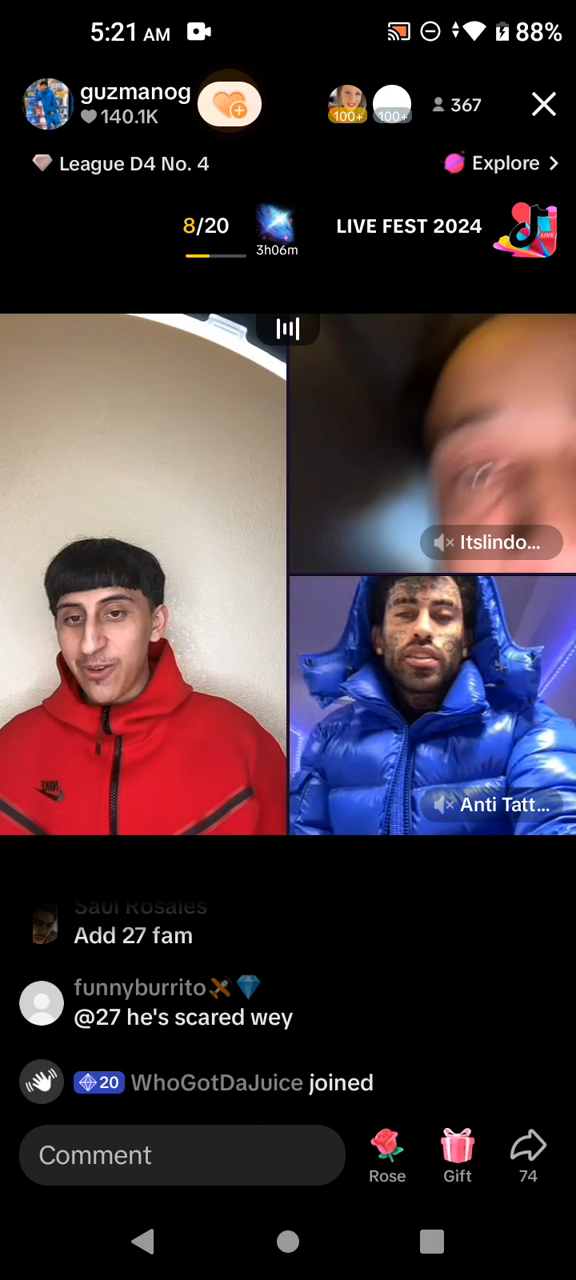 5:21 AM
88%
guzmanog
140.1K
100+
100+
367
League D4 No. 4
Explore
8/20
3h06m
LIVE FEST 2024
LIVE
Itslindo...
NIKE
Anti Tatt...
Saul Rosales
Add 27 fam
funnyburrito
@27 he's scared wey
20 WhoGotDaJuice joined
Comment
Rose
Gift
74